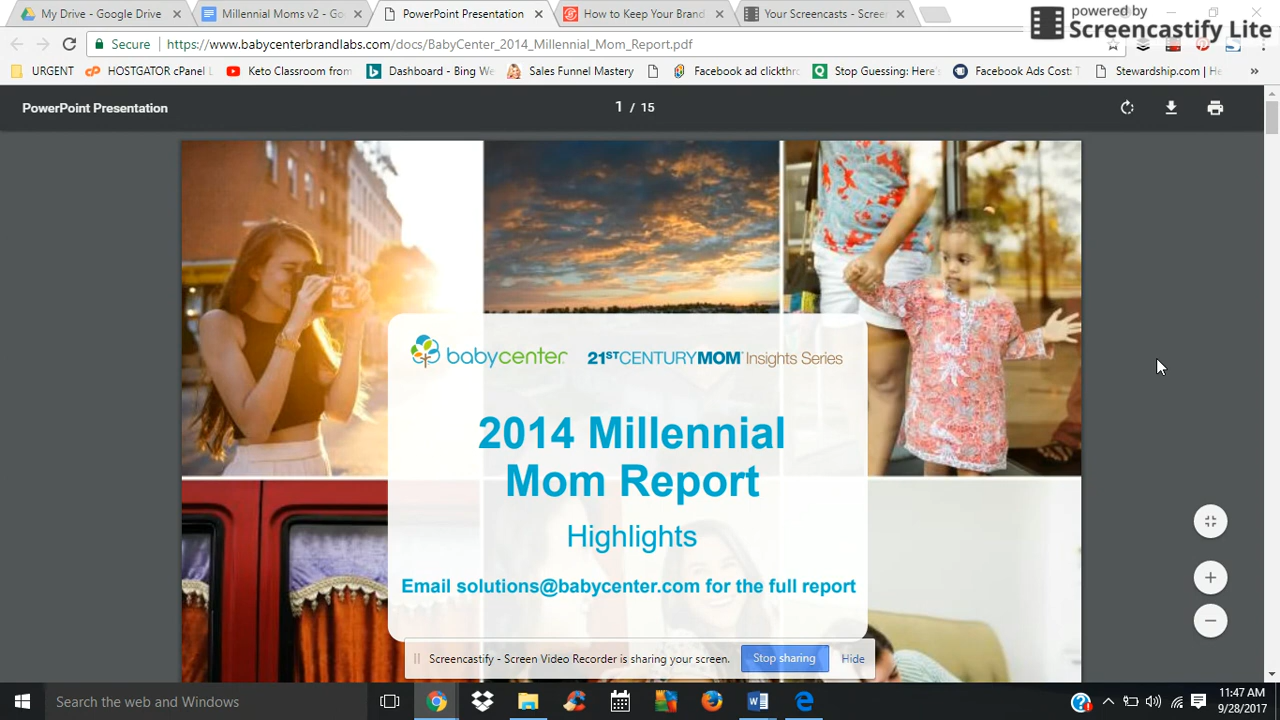 My Drive - Google Drive
Millennial Moms v2
PowerPoint Presentation
How to Keep Your Brand
Your Screencasts - Scree
powered by
Screencastify Lite
Secure
https://www.babycenterbrandlabs.com/docs/BabyCenter_2014_Millennial_Mom_Report.pdf
URGENT
HOSTGATOR cPanel L
Keto Classroom from
Dashboard - Bing We
Sales Funnel Mastery
Facebook ad clickthr
Stop Guessing: Here's
Facebook Ads Cost:
Stewardship.com | He
PowerPoint Presentation
1 / 15
babycenter
21STCENTURYMOM Insights Series
2014 Millennial
Mom Report
Highlights
Email solutions@babycenter.com for the full report
Screencastify - Screen Video Recorder is sharing your screen.
Stop sharing
Hide
Search the web and Windows
11:47 AM
9/28/2017